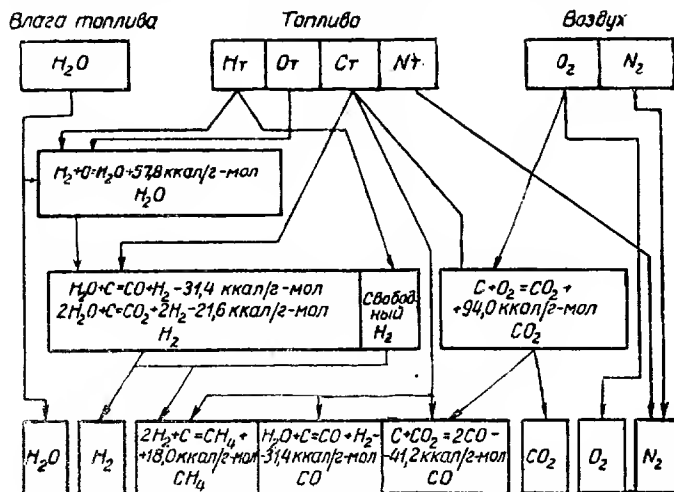 Влага топлива
Топливо
Воздух
H₂O
Hт
Oт
Cт
Nт
O₂
N₂
H₂+O=H₂O+57,8 ккал/г-мол
H₂O
H₂O+C=CO+H₂-31,4 ккал/г-мол
2H₂O+C=CO₂+2H₂-21,6 ккал/г-мол
H₂
Свобод-
ный
H₂
C+O₂=CO₂+
+94,0 ккал/г-мол
CO₂
H₂O
H₂
2H₂+C=CH₄+
+18,0 ккал/г-мол
CH₄
H₂O+C=CO+H₂-
-31,4 ккал/г-мол
CO
C+CO₂=2CO-
-41,2 ккал/г-мол
CO
CO₂
O₂
N₂